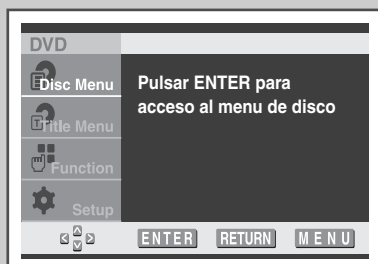 DVD
Disc Menu
Pulsar ENTER para
acceso al menu de disco
Title Menu
Function
Setup
ENTER RETURN MENU